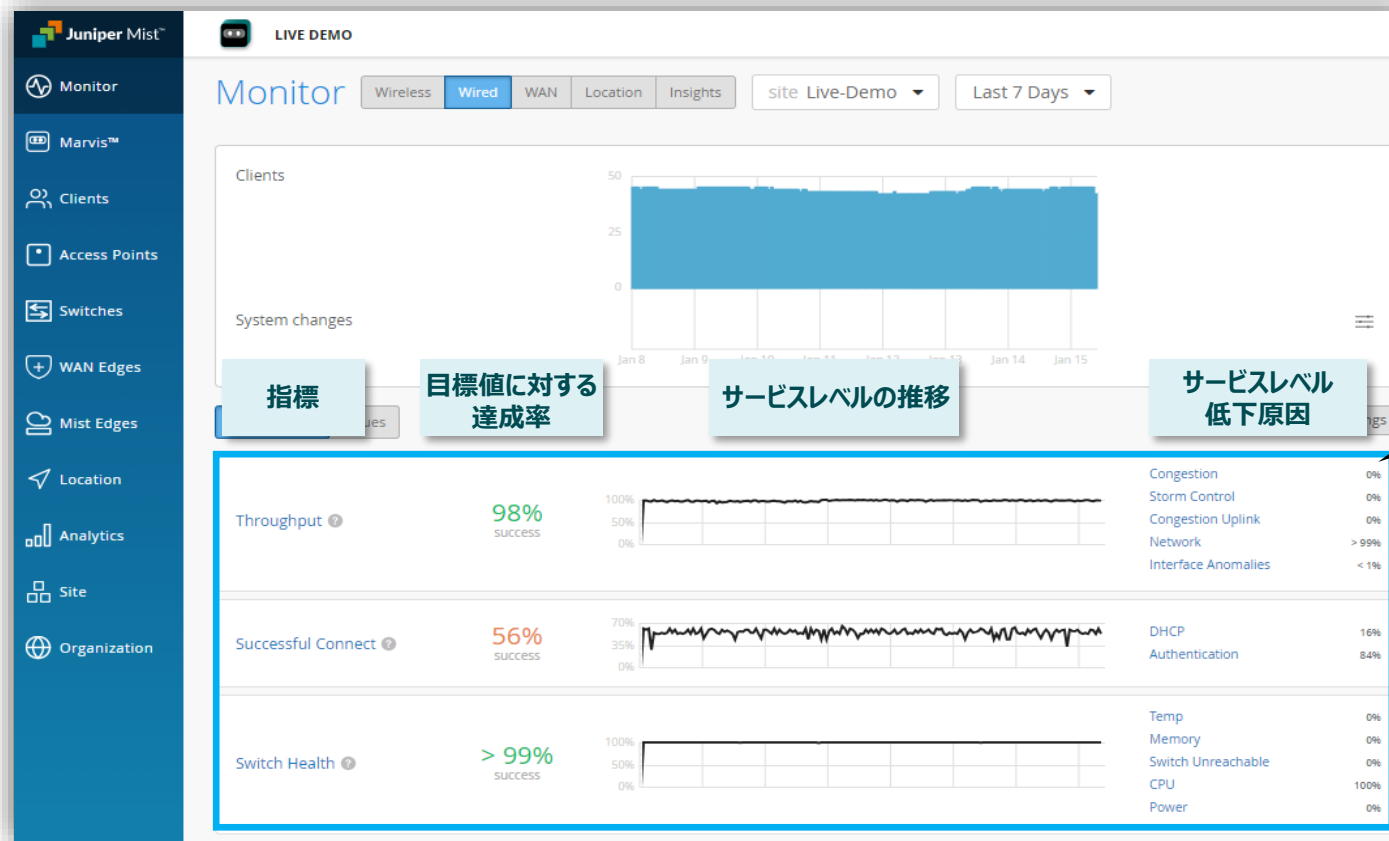 Juniper Mist™
LIVE DEMO
Monitor
Marvis™
Clients
Access Points
Switches
WAN Edges
Mist Edges
Location
Analytics
Site
Organization
Monitor
Wireless
Wired
WAN
Location
Insights
site Live-Demo
Last 7 Days
Clients
50
25
0
System changes
Jan 8
Jan 9
Jan 14
Jan 15
指標
目標値に対する
達成率
サービスレベルの推移
サービスレベル
低下原因
Throughput
98%
success
100%
50%
0%
Congestion 0%
Storm Control 0%
Congestion Uplink 0%
Network > 99%
Interface Anomalies < 1%
Successful Connect
56%
success
70%
35%
0%
DHCP 16%
Authentication 84%
Switch Health
> 99%
success
100%
50%
0%
Temp 0%
Memory 0%
Switch Unreachable 0%
CPU 100%
Power 0%